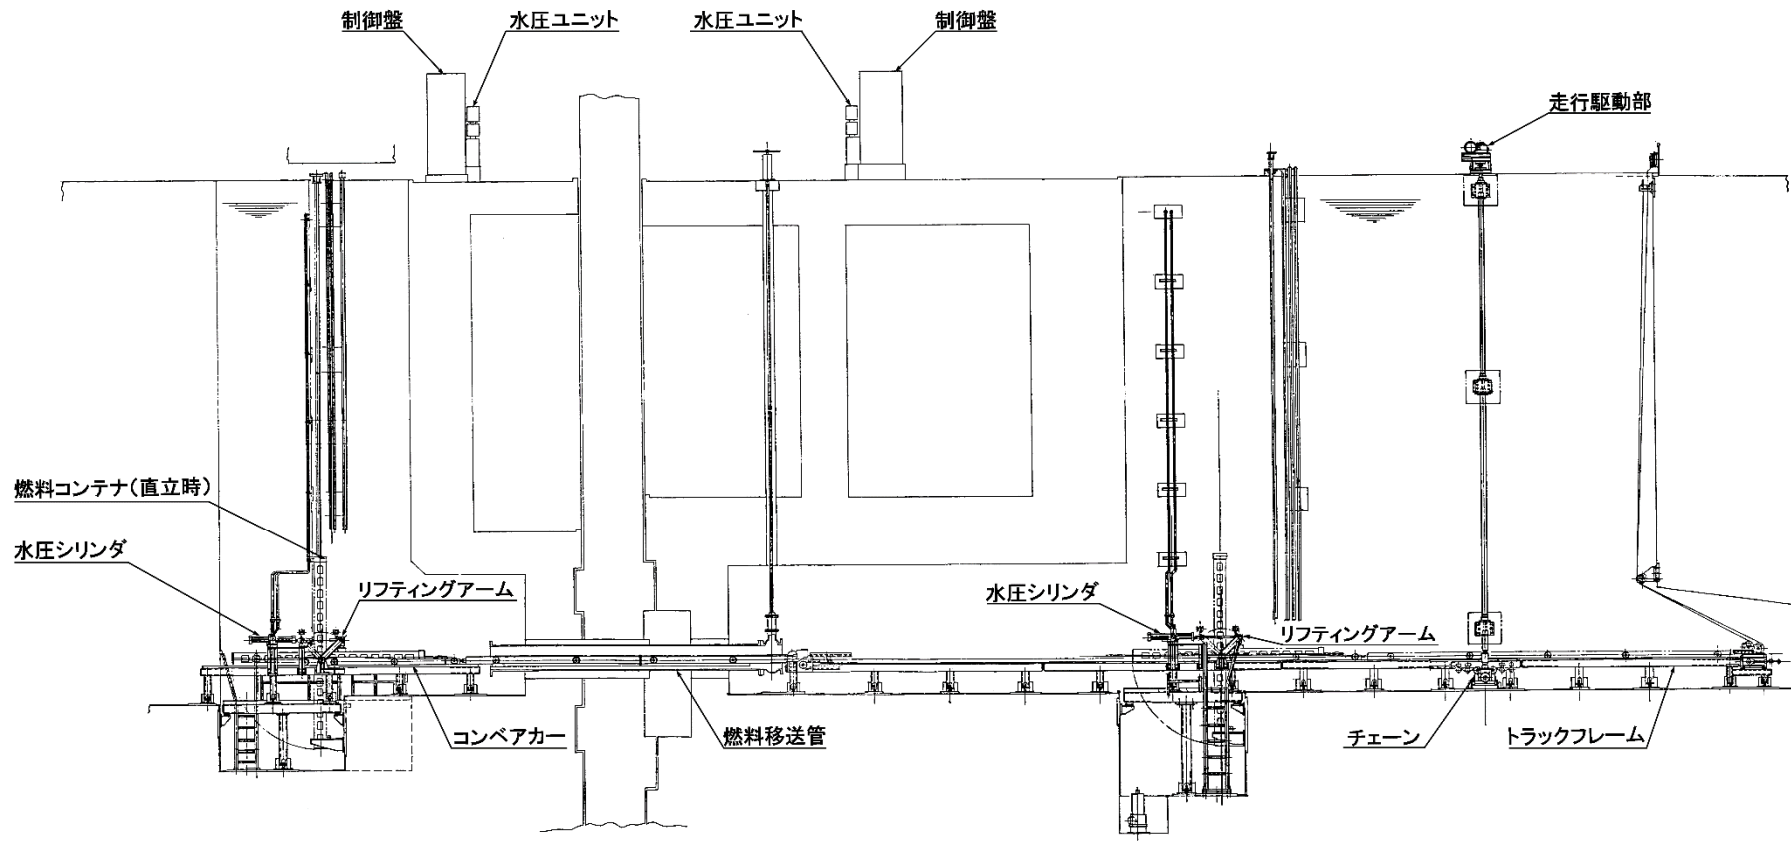 制御盤
水圧ユニット
水圧ユニット
制御盤
走行駆動部
燃料コンテナ(直立時)
水圧シリンダ
リフティングアーム
水圧シリンダ
リフティングアーム
コンベアカー
燃料移送管
チェーン
トラックフレーム